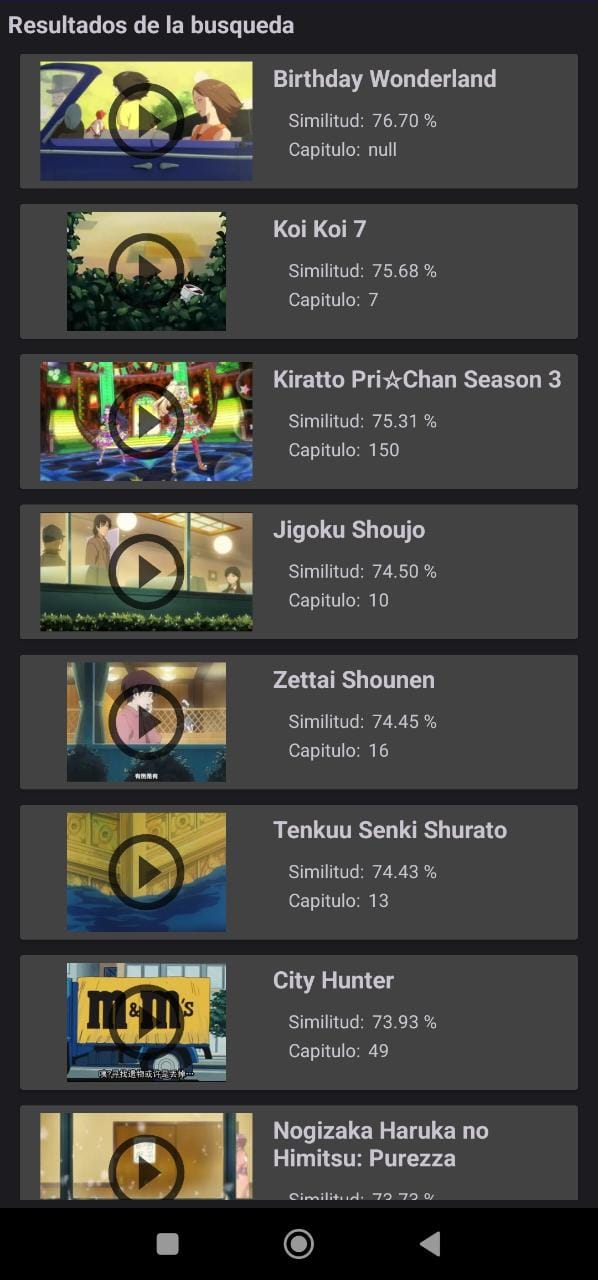 Resultados de la busqueda
Birthday Wonderland
Similitud: 76.70 %
Capitulo: null
Koi Koi 7
Similitud: 75.68 %
Capitulo: 7
Kiratto Pri☆Chan Season 3
Similitud: 75.31 %
Capitulo: 150
Jigoku Shoujo
Similitud: 74.50 %
Capitulo: 10
Zettai Shounen
Similitud: 74.45 %
Capitulo: 16
Tenkuu Senki Shurato
Similitud: 74.43 %
Capitulo: 13
m&m's
City Hunter
Similitud: 73.93 %
Capitulo: 49
Nogizaka Haruka no
Himitsu: Purezza
Similitud: 73.73 %